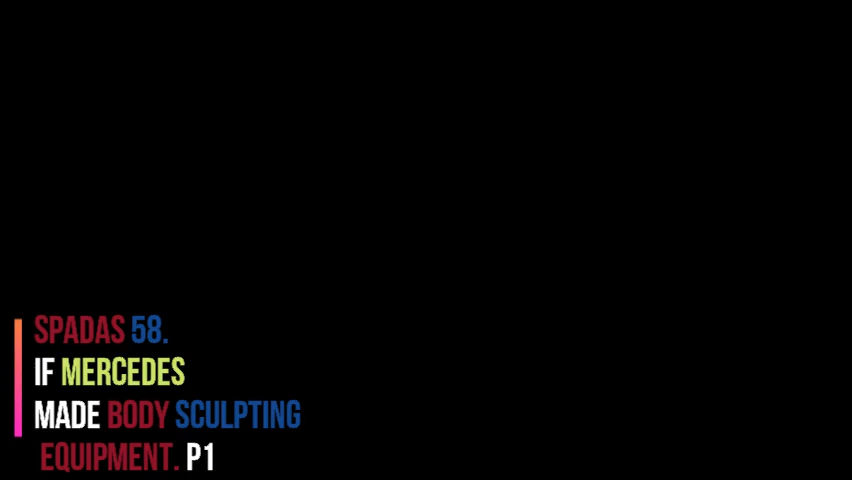 SPADAS 58.
IF MERCEDES
MADE BODY SCULPTING
EQUIPMENT. P1